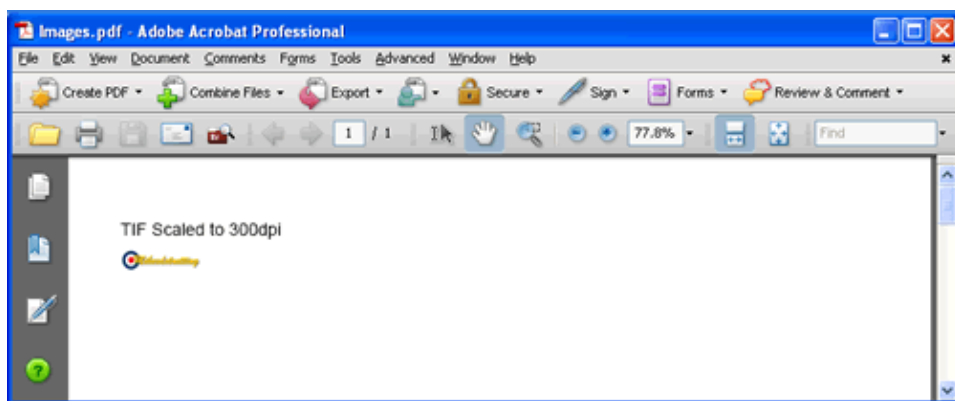 Images.pdf - Adobe Acrobat Professional
File Edit View Document Comments Forms Tools Advanced Window Help
Create PDF Combine Files Export Secure Sign Forms Review & Comment
1 / 1 77.8% Find
TIF Scaled to 300dpi